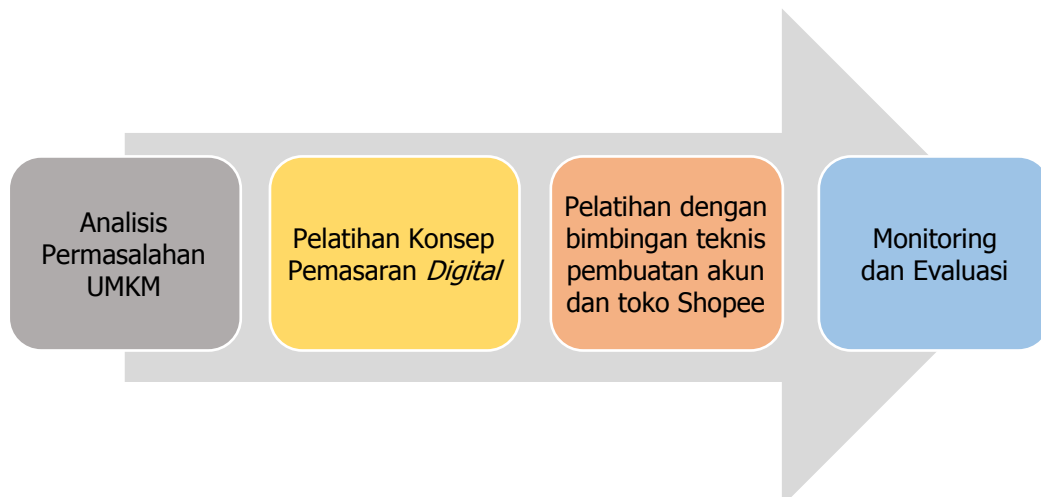 Analisis
Permasalahan
UMKM
Pelatihan Konsep
Pemasaran Digital
Pelatihan dengan
bimbingan teknis
pembuatan akun
dan toko Shopee
Monitoring
dan Evaluasi